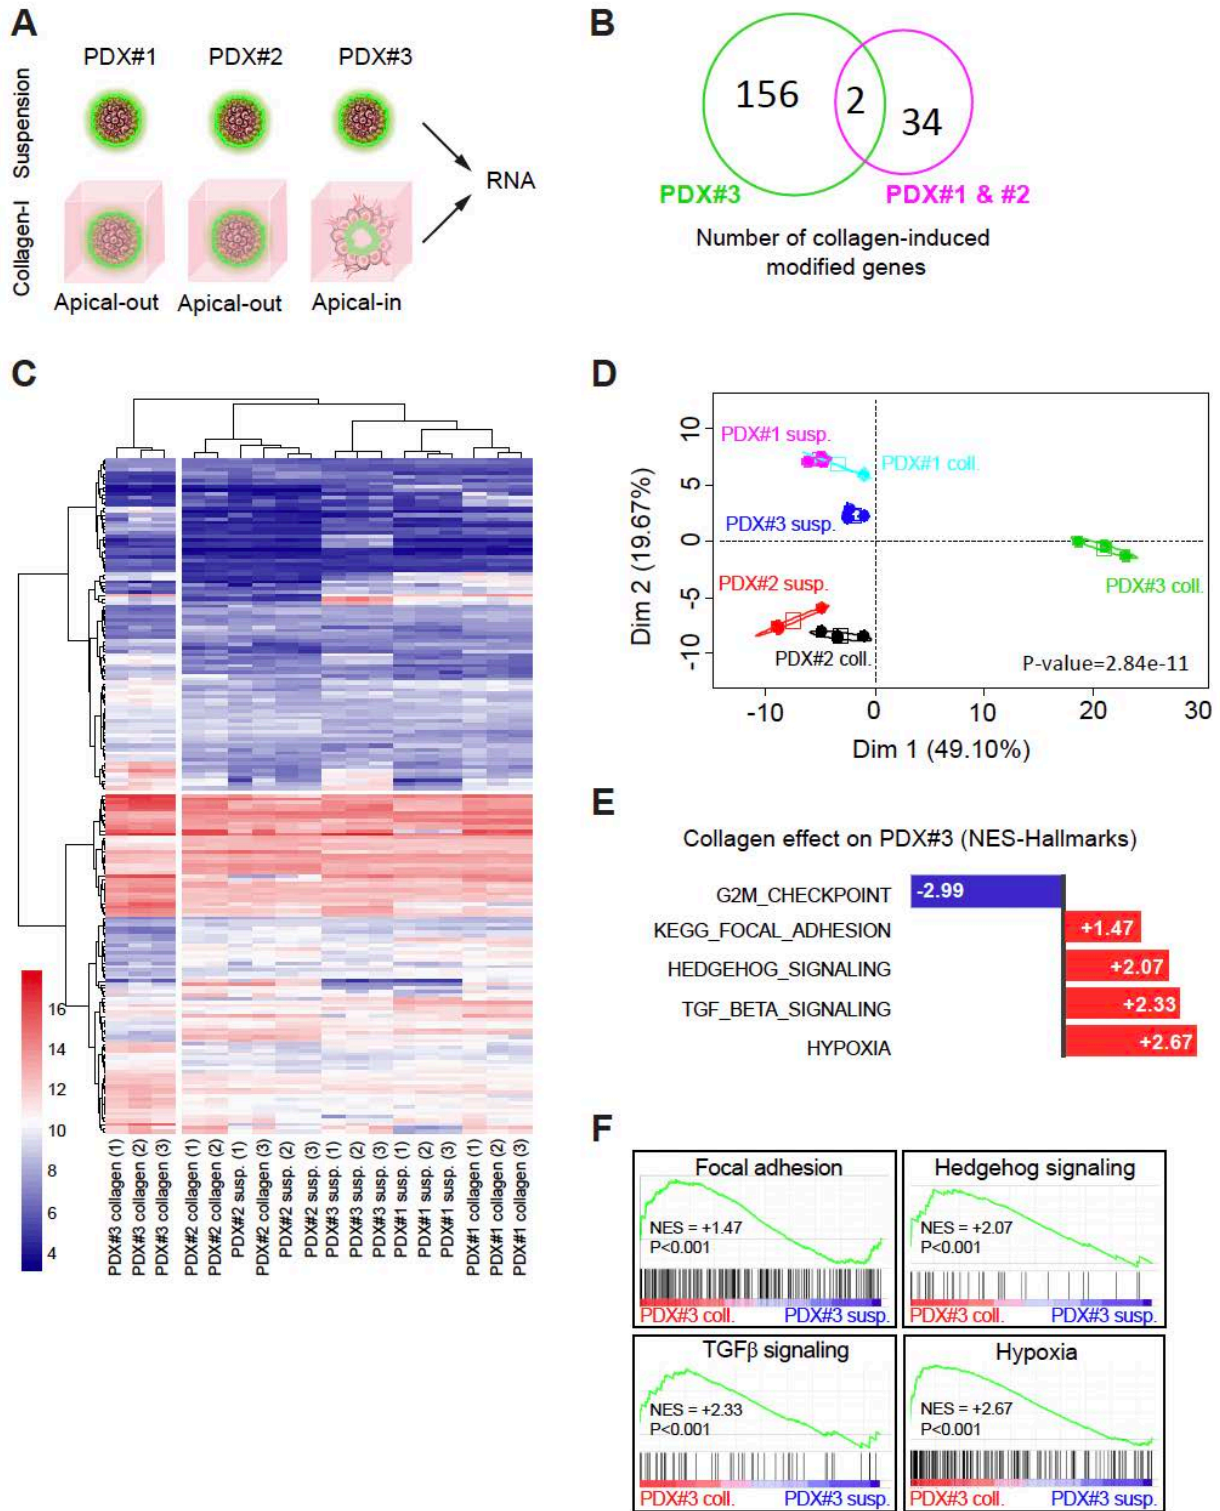 A
PDX#1 PDX#2 PDX#3
Suspension
Collagen-I
RNA
Apical-out Apical-out Apical-in
B
156 2 34
PDX#3 PDX#1 & #2
Number of collagen-induced
modified genes
C
16
14
12
10
8
6
4
PDX#3 collagen (1)
PDX#3 collagen (2)
PDX#3 collagen (3)
PDX#2 collagen (1)
PDX#2 collagen (2)
PDX#2 susp. (1)
PDX#2 collagen (3)
PDX#2 susp. (2)
PDX#2 susp. (3)
PDX#3 susp. (1)
PDX#3 susp. (2)
PDX#3 susp. (3)
PDX#1 susp. (1)
PDX#1 susp. (2)
PDX#1 susp. (3)
PDX#1 collagen (1)
PDX#1 collagen (2)
PDX#1 collagen (3)
D
Dim 2 (19.67%)
10
5
0
-5
-10
PDX#1 susp.
PDX#1 coll.
PDX#3 susp.
PDX#2 susp.
PDX#3 coll.
PDX#2 coll.
P-value=2.84e-11
-10 0 10 20 30
Dim 1 (49.10%)
E
Collagen effect on PDX#3 (NES-Hallmarks)
G2M_CHECKPOINT -2.99
KEGG_FOCAL_ADHESION +1.47
HEDGEHOG_SIGNALING +2.07
TGF_BETA_SIGNALING +2.33
HYPOXIA +2.67
F
Focal adhesion
NES = +1.47
P<0.001
PDX#3 coll. PDX#3 susp.
Hedgehog signaling
NES = +2.07
P<0.001
PDX#3 coll. PDX#3 susp.
TGFβ signaling
NES = +2.33
P<0.001
PDX#3 coll. PDX#3 susp.
Hypoxia
NES = +2.67
P<0.001
PDX#3 coll. PDX#3 susp.